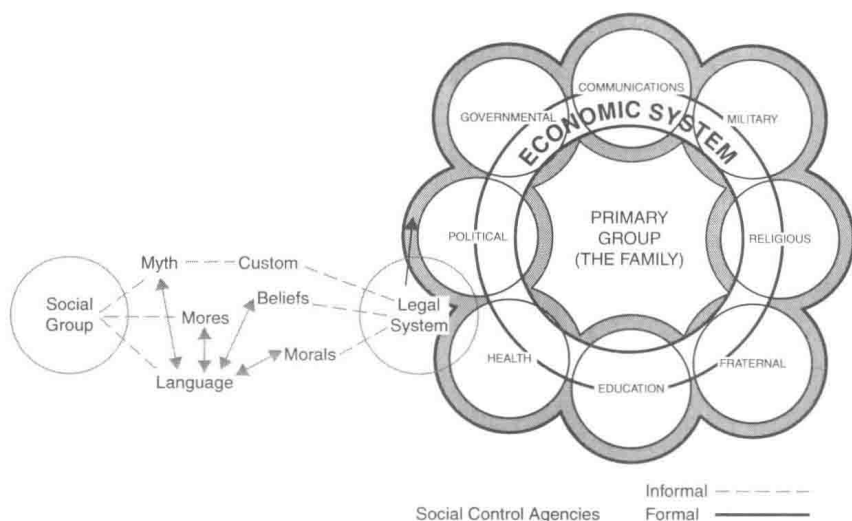 COMMUNICATIONS
GOVERNMENTAL
MILITARY
ECONOMIC SYSTEM
POLITICAL
PRIMARY
GROUP
(THE FAMILY)
RELIGIOUS
HEALTH
EDUCATION
FRATERNAL
Myth
Custom
Social
Group
Mores
Beliefs
Legal
System
Morals
Language
Informal
Social Control Agencies
Formal